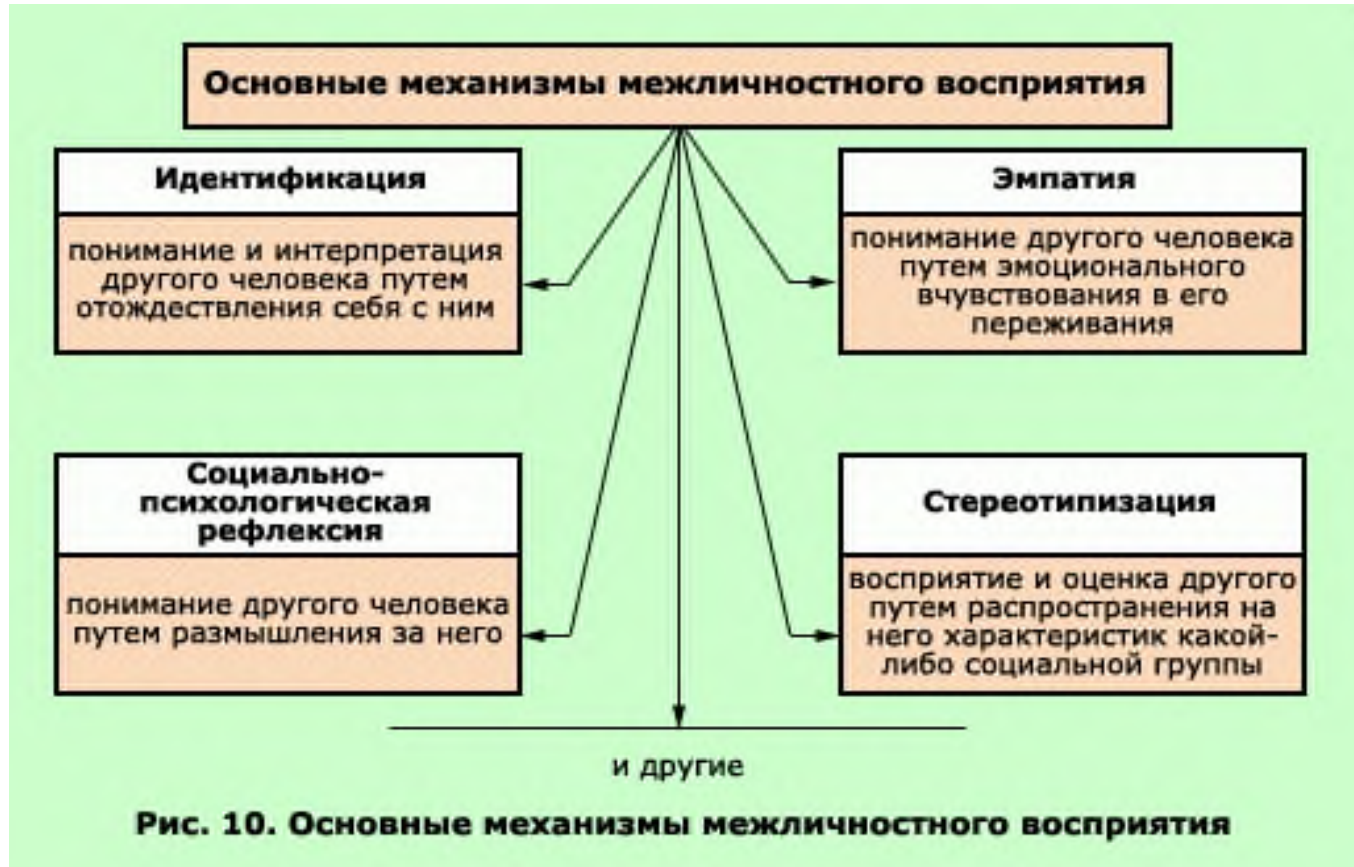 Основные механизмы межличностного восприятия
Идентификация
понимание и интерпретация
другого человека путем
отождествления себя с ним
Эмпатия
понимание другого человека
путем эмоционального
вчувствования в его
переживания
Социально-
психологическая
рефлексия
понимание другого человека
путем размышления за него
Стереотипизация
восприятие и оценка другого
путем распространения на
него характеристик какой-
либо социальной группы
и другие
Рис. 10. Основные механизмы межличностного восприятия